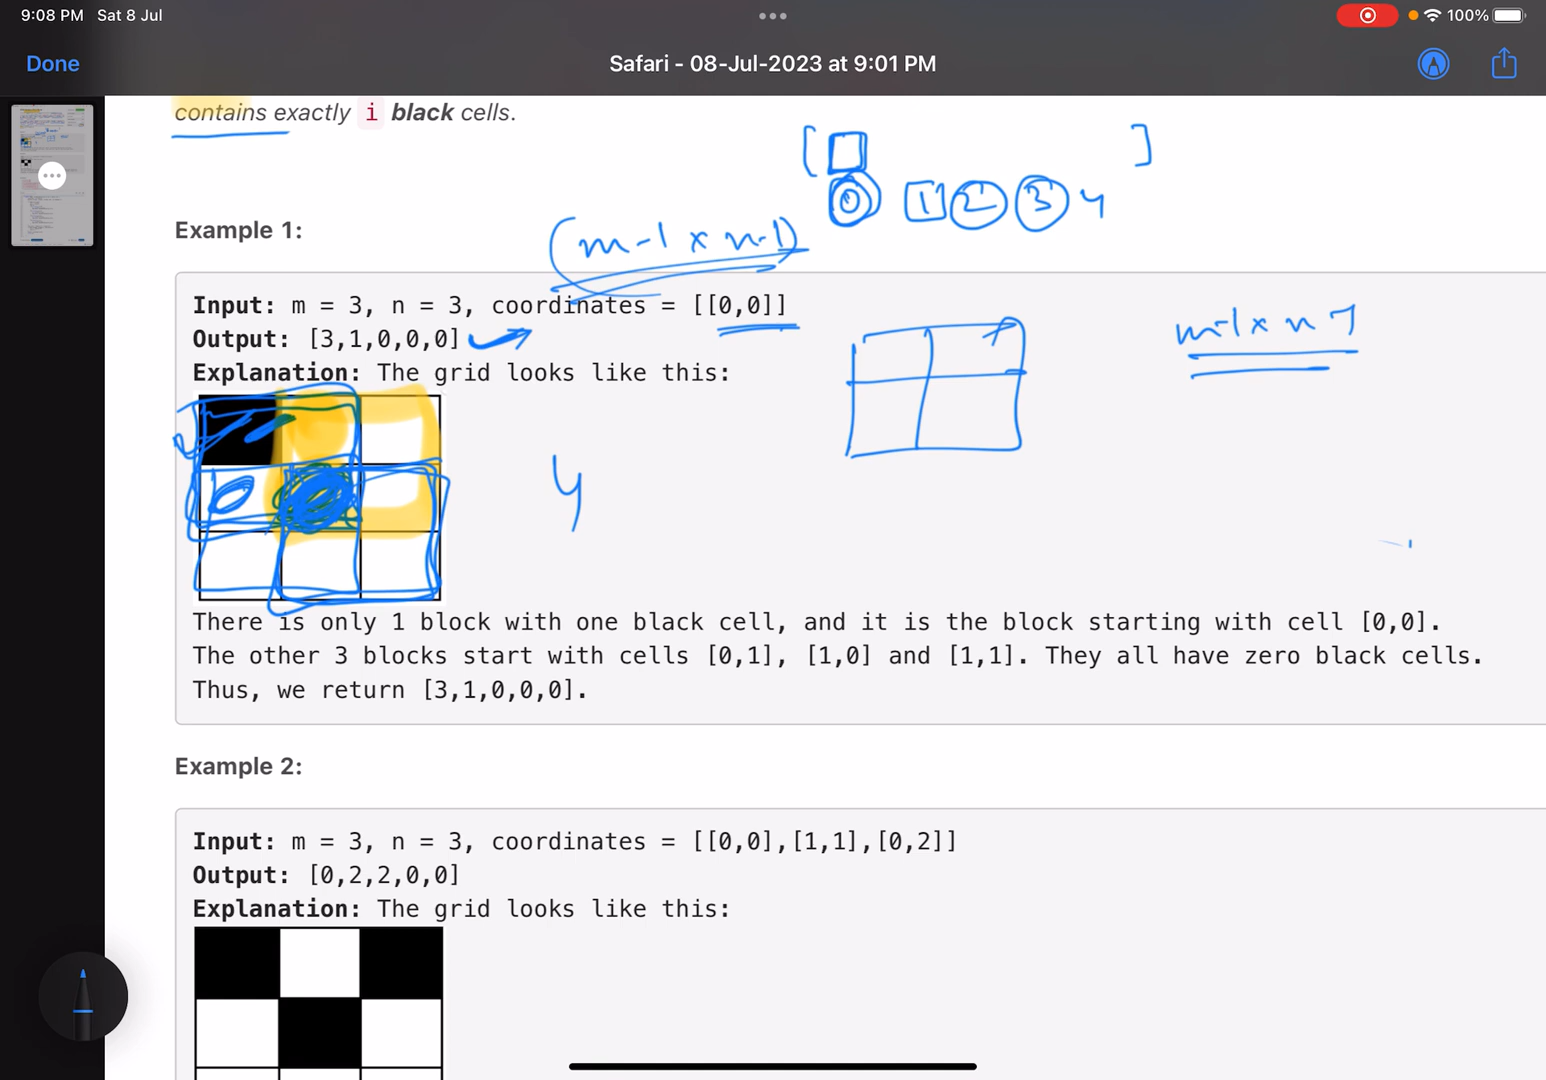 9:08 PM Sat 8 Jul
100%
Done
Safari - 08-Jul-2023 at 9:01 PM
contains exactly i black cells.
[ ]
0 1 2 3 4
Example 1:
(m-1 x n-1)
Input: m = 3, n = 3, coordinates = [[0,0]]
Output: [3,1,0,0,0]
m-1 x n-1
Explanation: The grid looks like this:
4
There is only 1 block with one black cell, and it is the block starting with cell [0,0].
The other 3 blocks start with cells [0,1], [1,0] and [1,1]. They all have zero black cells.
Thus, we return [3,1,0,0,0].
Example 2:
Input: m = 3, n = 3, coordinates = [[0,0],[1,1],[0,2]]
Output: [0,2,2,0,0]
Explanation: The grid looks like this: